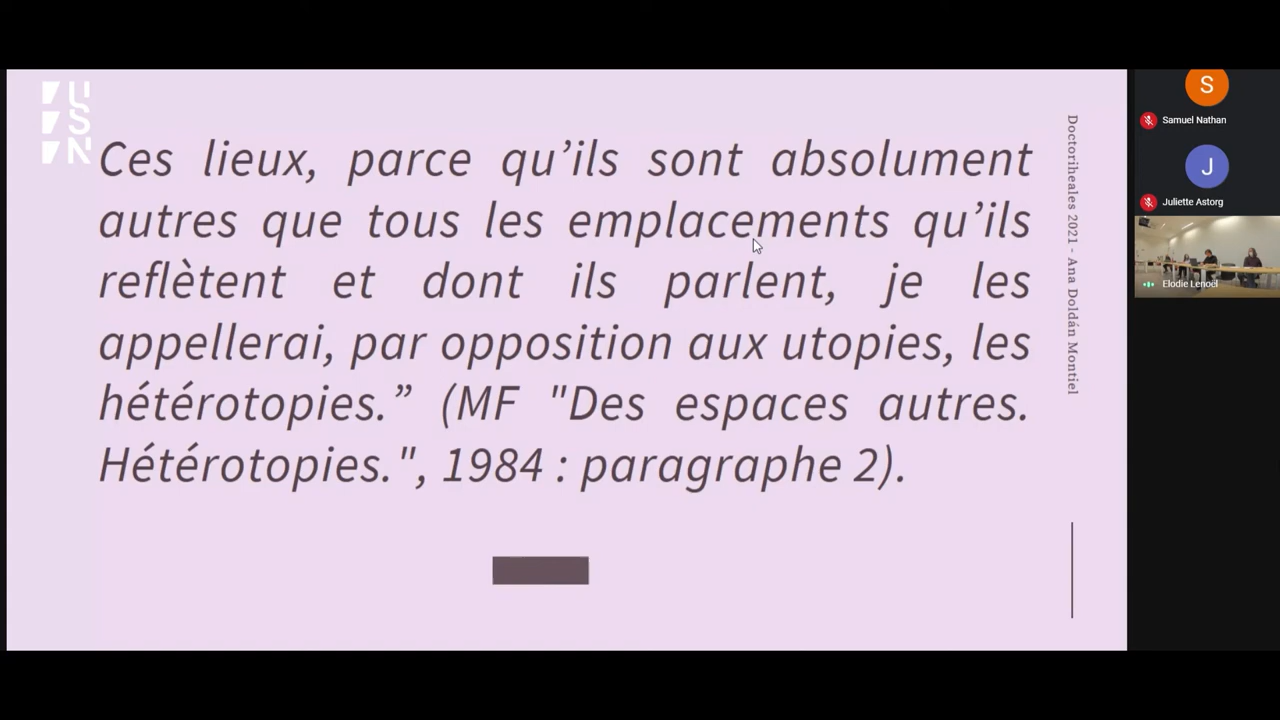 USN
Ces lieux, parce qu’ils sont absolument
autres que tous les emplacements qu’ils
reflètent et dont ils parlent, je les
appellerai, par opposition aux utopies, les
hétérotopies.” (MF "Des espaces autres.
Hétérotopies.", 1984 : paragraphe 2).
Doctoriheales 2021 - Ana Doldán Montiel
S
Samuel Nathan
J
Juliette Astorg
Elodie Lenoël